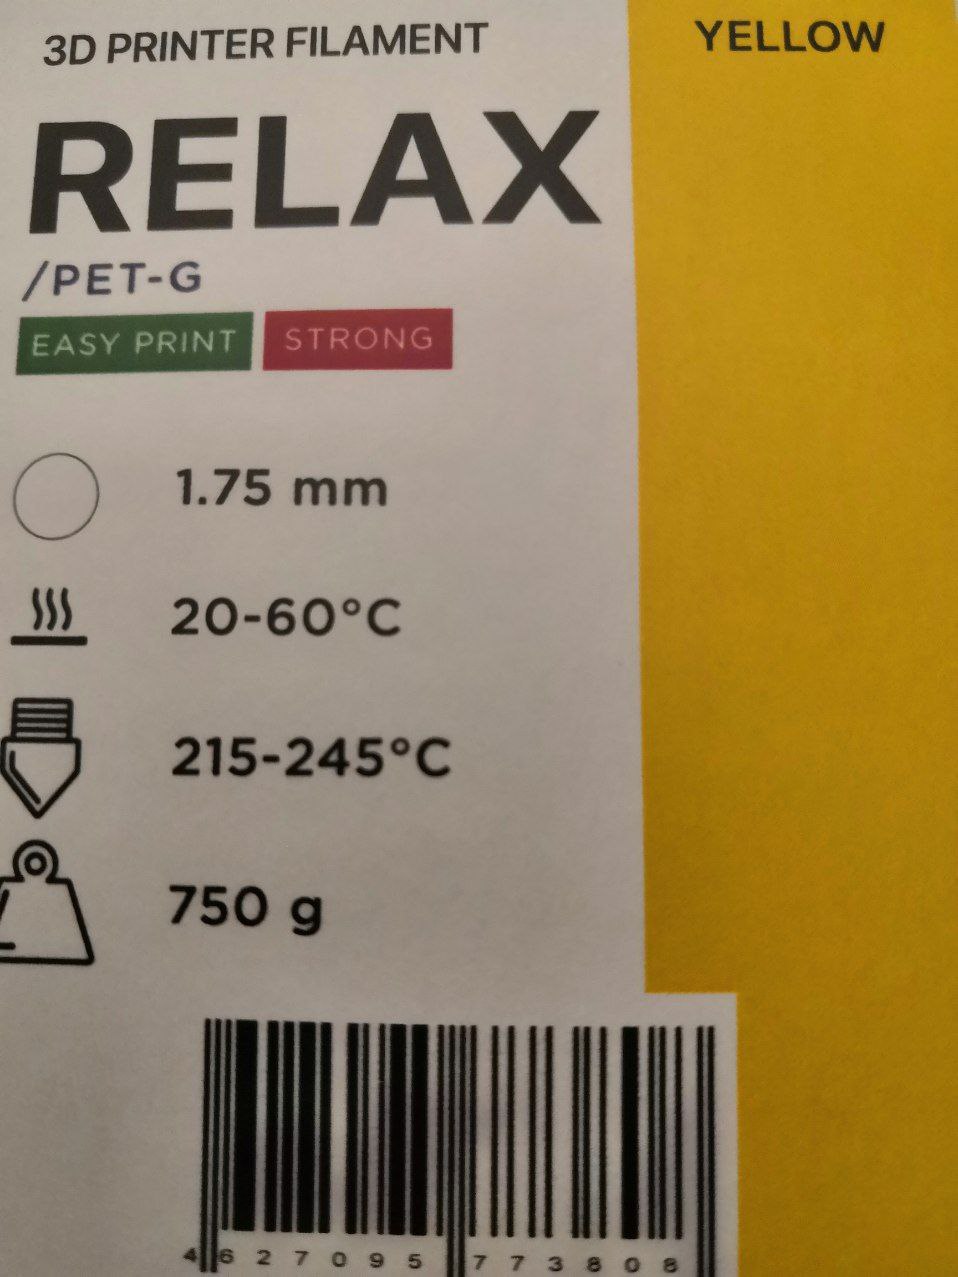 3D PRINTER FILAMENT
YELLOW
RELAX
/PET-G
EASY PRINT
STRONG
1.75 mm
20-60°C
215-245°C
750 g
4 627095 773808